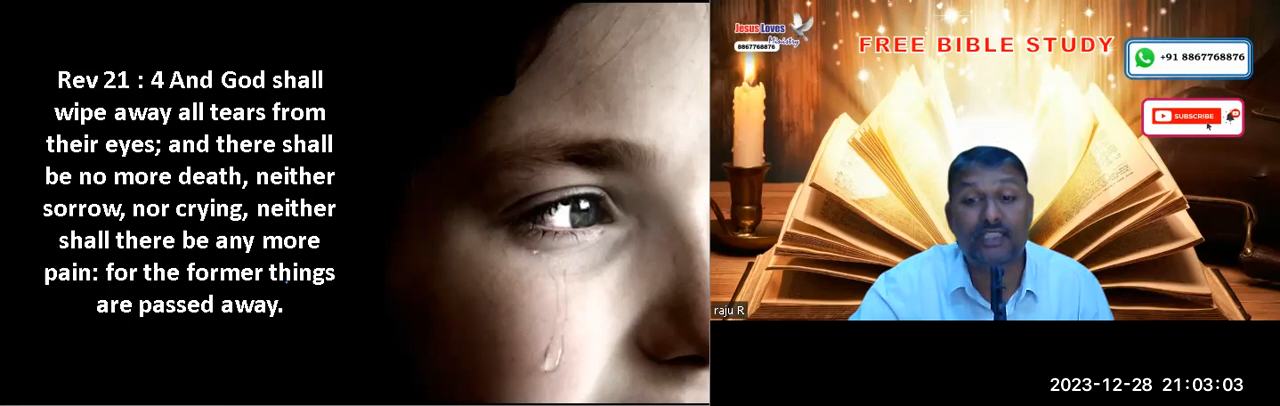 Rev 21 : 4 And God shall
wipe away all tears from
their eyes; and there shall
be no more death, neither
sorrow, nor crying, neither
shall there be any more
pain: for the former things
are passed away.
Jesus Loves
Ministry
8867768876
FREE BIBLE STUDY
+91 8867768876
SUBSCRIBE
raju R
2023-12-28 21:03:03